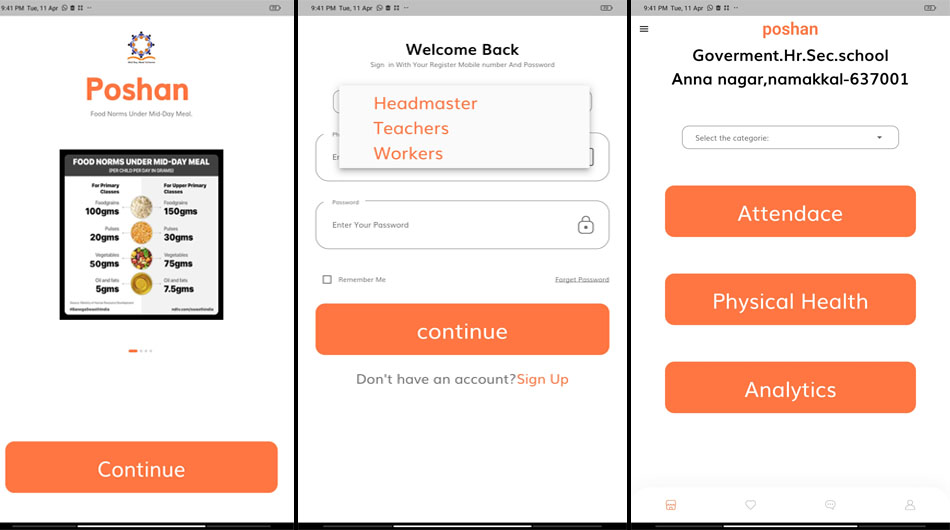 9:41 PM Tue, 11 Apr
Poshan
Food Norms Under Mid-Day Meal.
FOOD NORMS UNDER MID-DAY MEAL
(PER CHILD PER DAY IN GRAMS)
For Primary Classes
For Upper Primary Classes
Foodgrains
100gms
Foodgrains
150gms
Pulses
20gms
Pulses
30gms
Vegetables
50gms
Vegetables
75gms
Oil and fats
5gms
Oil and fats
7.5gms
Source: Ministry of Human Resource Development
Continue
9:41 PM Tue, 11 Apr
Welcome Back
Sign in With Your Register Mobile number And Password
Headmaster
Teachers
Workers
Password
Enter Your Password
Remember Me
Forget Password
continue
Don't have an account?Sign Up
9:41 PM Tue, 11 Apr
poshan
Goverment.Hr.Sec.school
Anna nagar,namakkal-637001
Select the categorie:
Attendace
Physical Health
Analytics